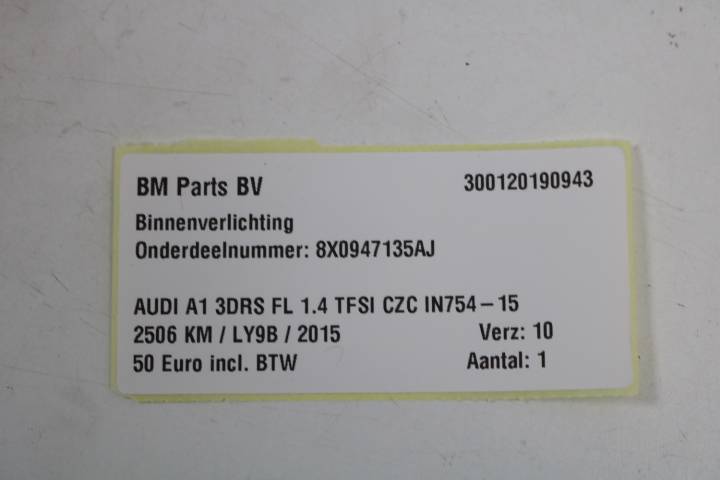 BM Parts BV 300120190943
Binnenverlichting
Onderdeelnummer: 8X0947135AJ
AUDI A1 3DRS FL 1.4 TFSI CZC IN754-15
2506 KM / LY9B / 2015 Verz: 10
50 Euro incl. BTW Aantal: 1